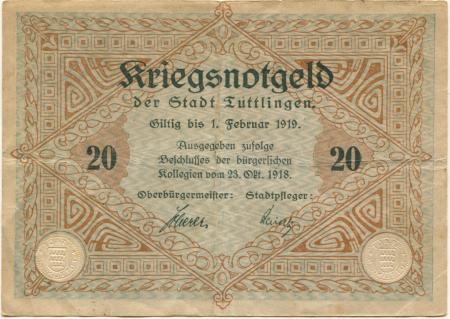 Kriegsnotgeld
der Stadt Tuttlingen.
Giltig bis 1. Februar 1919.
Ausgegeben zufolge
20 Beschlusses der bürgerlichen 20
Kollegien vom 23. Okt. 1918.
Oberbürgermeister: Stadtpfleger: